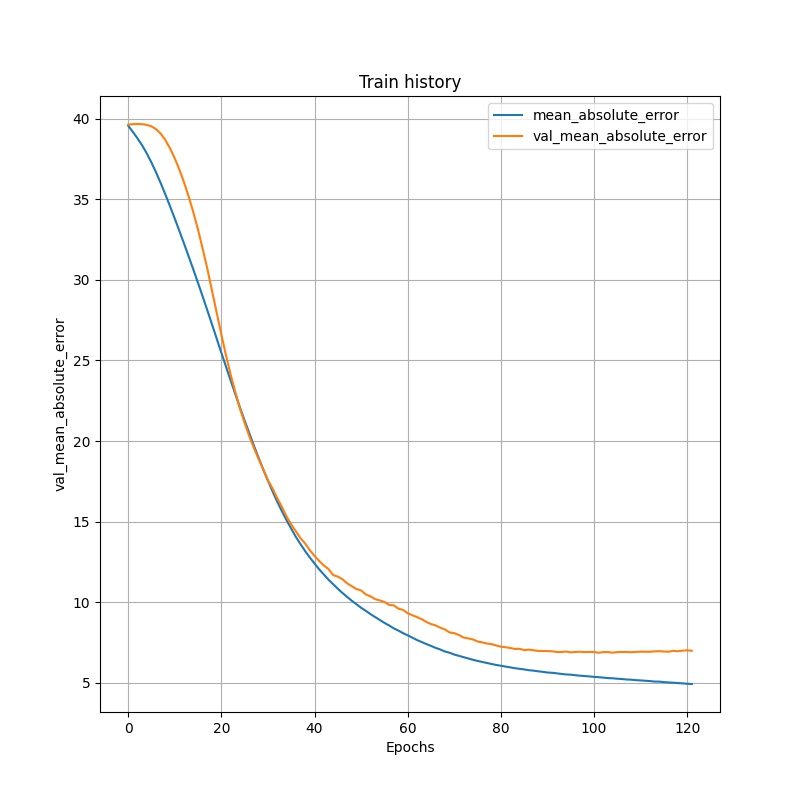 Train history
mean_absolute_error
val_mean_absolute_error
val_mean_absolute_error
40
35
30
25
20
15
10
5
0 20 40 60 80 100 120
Epochs